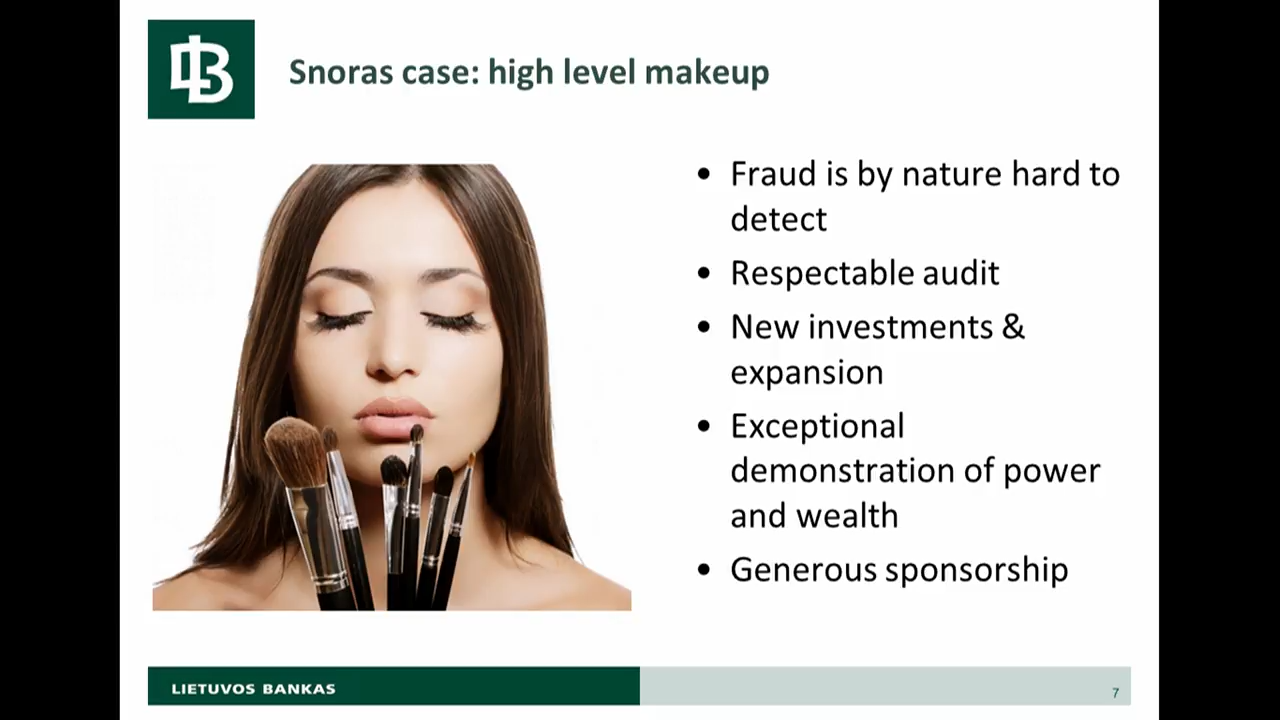 Snoras case: high level makeup
• Fraud is by nature hard to
detect
• Respectable audit
• New investments &
expansion
• Exceptional
demonstration of power
and wealth
• Generous sponsorship
LIETUVOS BANKAS
7